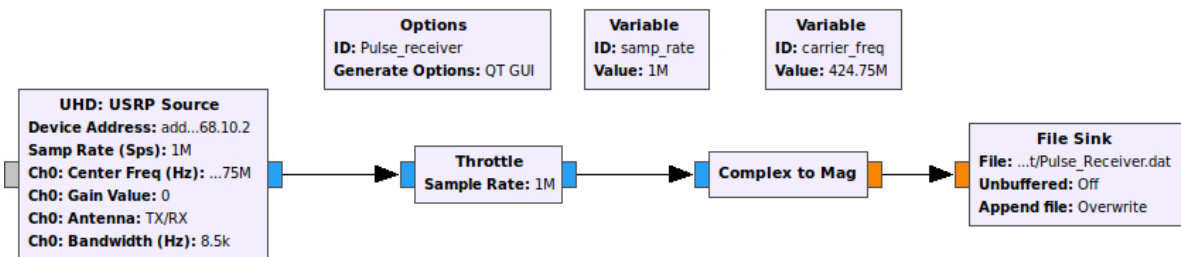 Options
ID: Pulse_receiver
Generate Options: QT GUI
Variable
ID: samp_rate
Value: 1M
Variable
ID: carrier_freq
Value: 424.75M
UHD: USRP Source
Device Address: add...68.10.2
Samp Rate (Sps): 1M
Ch0: Center Freq (Hz): ...75M
Ch0: Gain Value: 0
Ch0: Antenna: TX/RX
Ch0: Bandwidth (Hz): 8.5k
Throttle
Sample Rate: 1M
Complex to Mag
File Sink
File: ...t/Pulse_Receiver.dat
Unbuffered: Off
Append file: Overwrite